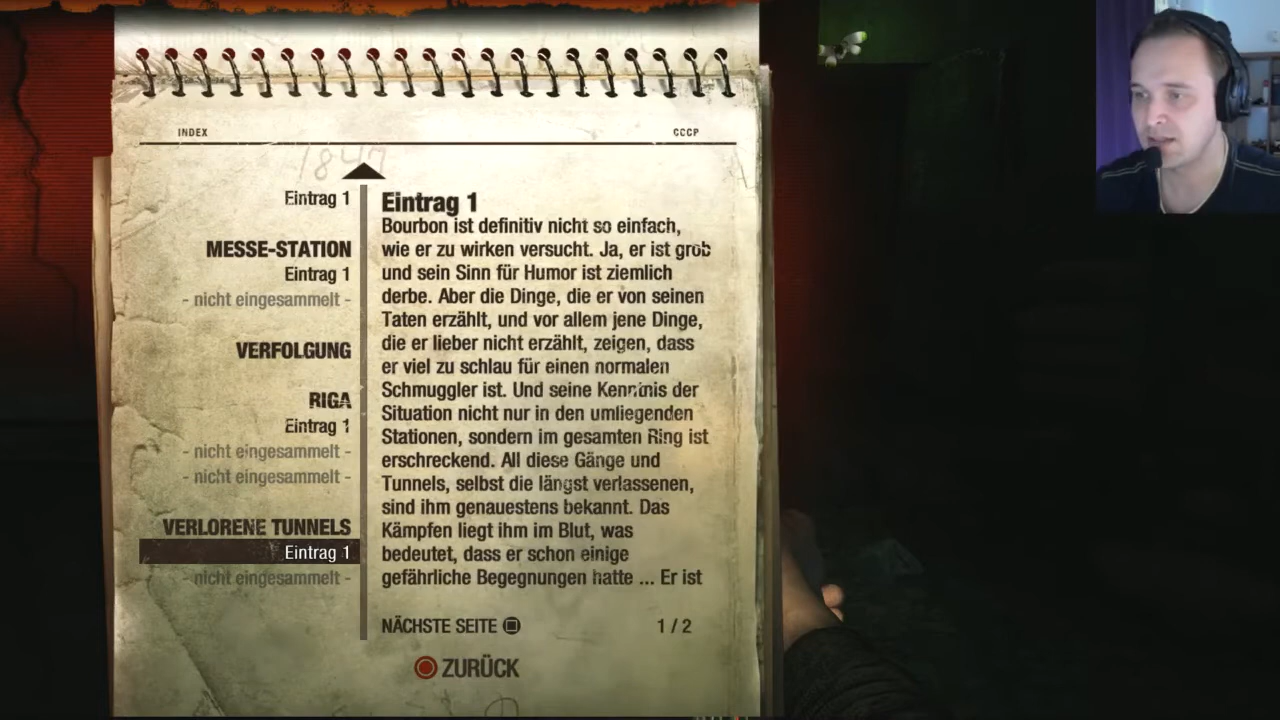 INDEX
CCCP
1847
Eintrag 1
MESSE-STATION
Eintrag 1
- nicht eingesammelt -
VERFOLGUNG
RIGA
Eintrag 1
- nicht eingesammelt -
- nicht eingesammelt -
VERLORENE TUNNELS
Eintrag 1
- nicht eingesammelt -
Eintrag 1
Bourbon ist definitiv nicht so einfach,
wie er zu wirken versucht. Ja, er ist grob
und sein Sinn für Humor ist ziemlich
derbe. Aber die Dinge, die er von seinen
Taten erzählt, und vor allem jene Dinge,
die er lieber nicht erzählt, zeigen, dass
er viel zu schlau für einen normalen
Schmuggler ist. Und seine Kenntnis der
Situation nicht nur in den umliegenden
Stationen, sondern im gesamten Ring ist
erschreckend. All diese Gänge und
Tunnels, selbst die längst verlassenen,
sind ihm genauestens bekannt. Das
Kämpfen liegt ihm im Blut, was
bedeutet, dass er schon einige
gefährliche Begegnungen hatte ... Er ist
NÄCHSTE SEITE
1 / 2
ZURÜCK